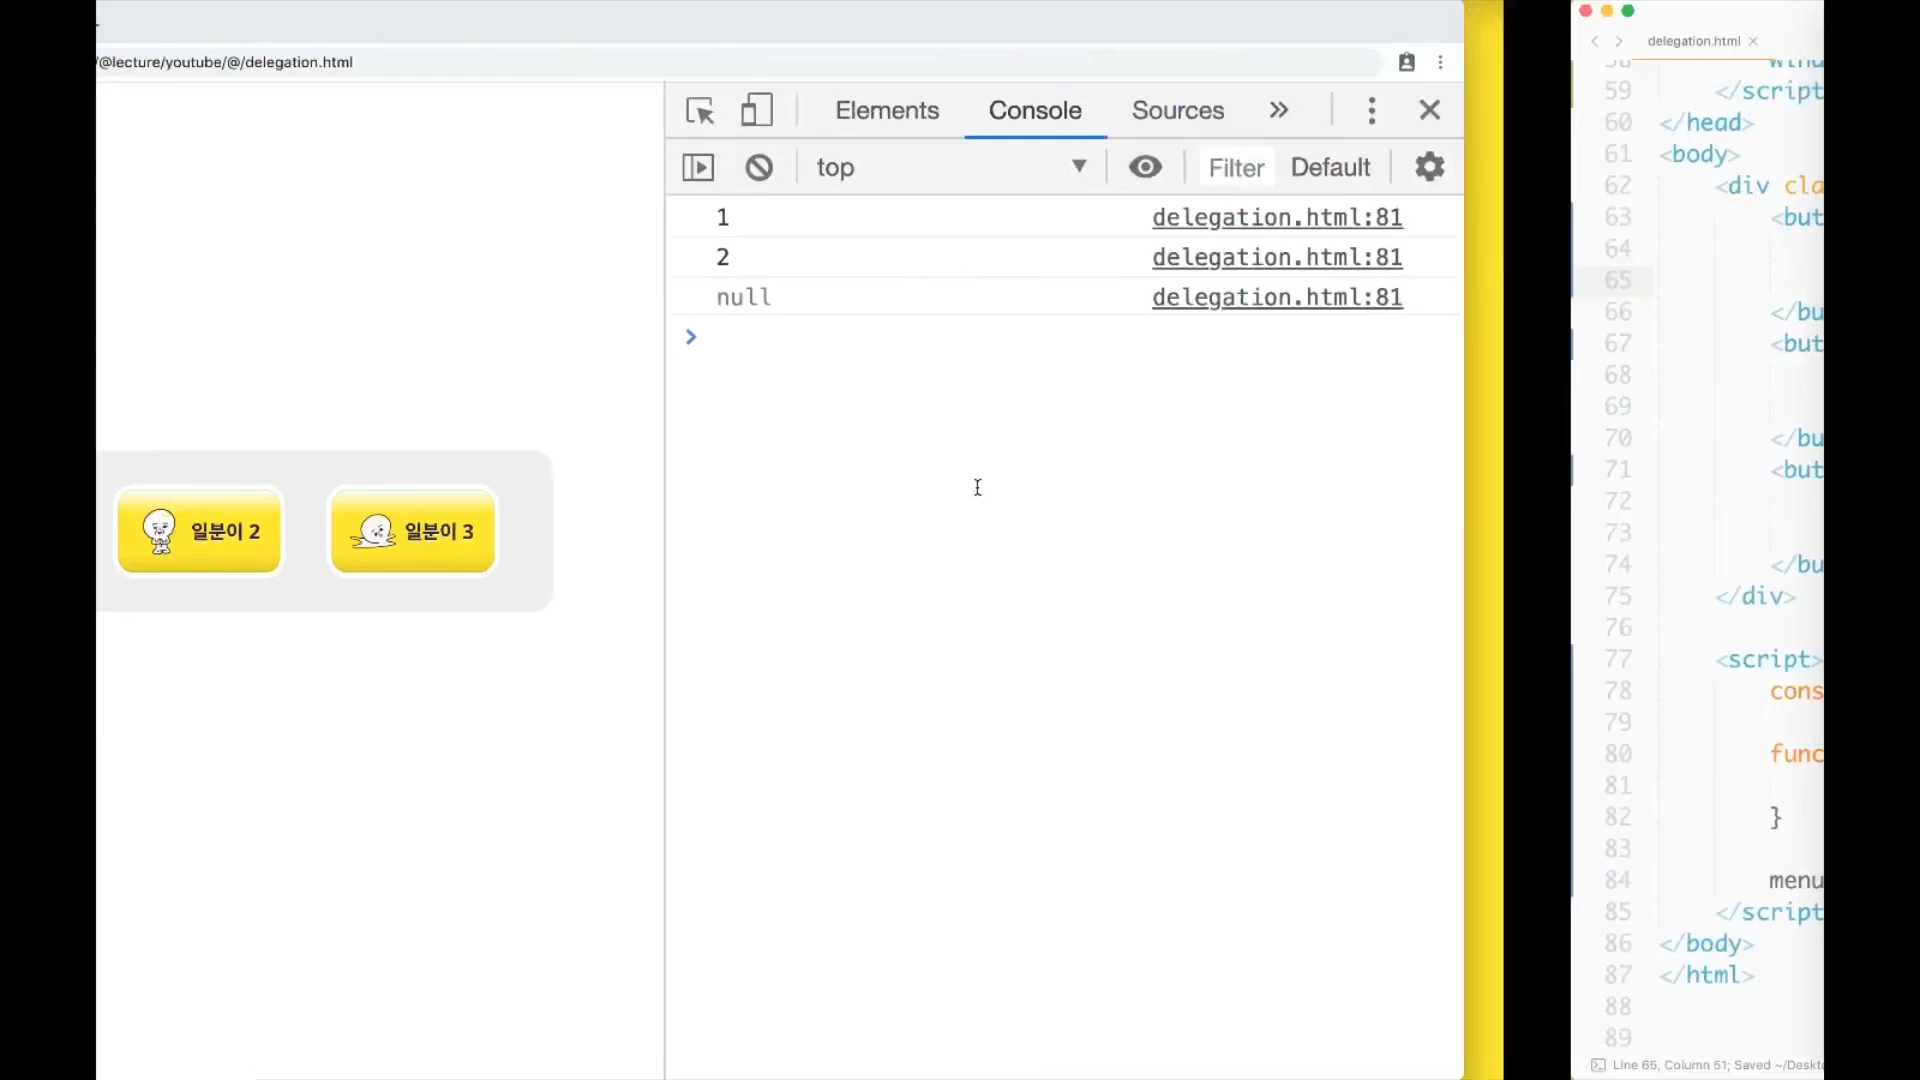 /@lecture/youtube/@/delegation.html
Elements
Console
Sources
top
Filter
Default
1 delegation.html:81
2 delegation.html:81
null delegation.html:81
일분이 2
일분이 3
delegation.html
59 </script
60 </head>
61 <body>
62 <div cla
63 <but
64
65
66 </bu
67 <but
68
69
70 </bu
71 <but
72
73
74 </bu
75 </div>
76
77 <script>
78 cons
79
80 func
81
82 }
83
84 menu
85 </script
86 </body>
87 </html>
88
89
Line 65, Column 51; Saved ~/Deskto